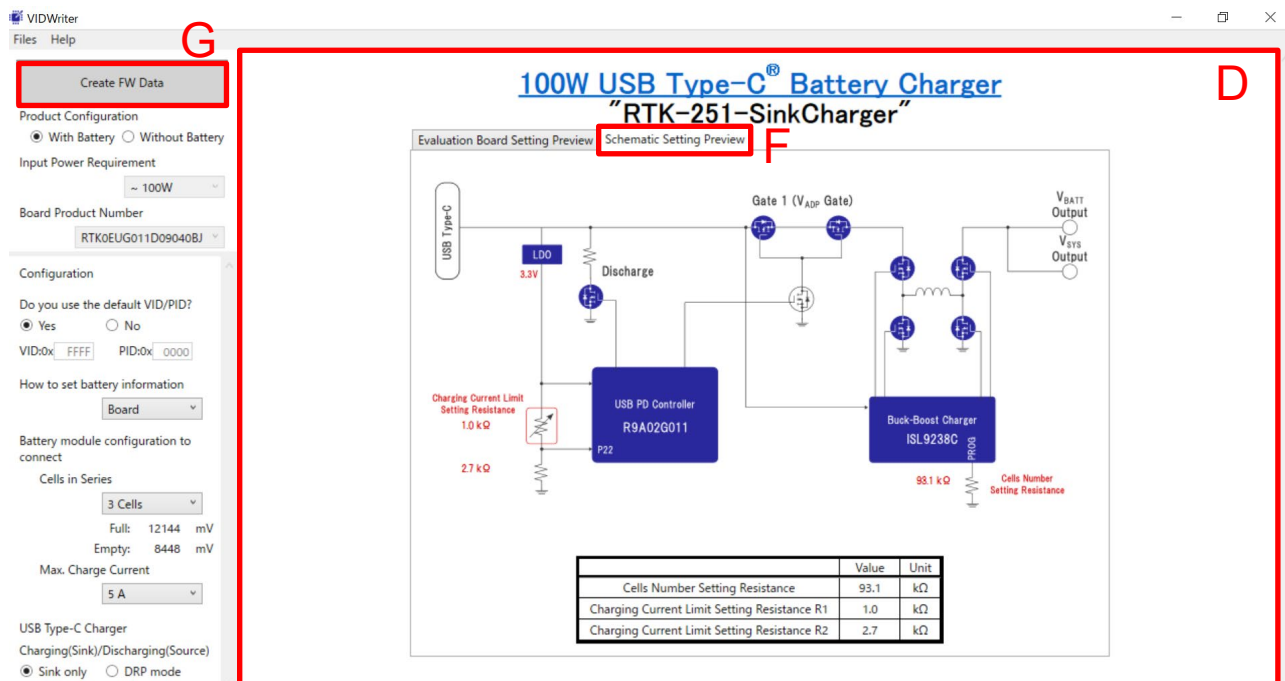 VIDWriter
Files Help
G
Create FW Data
Product Configuration
With Battery Without Battery
Input Power Requirement
~ 100W
Board Product Number
RTK0EUG011D09040BJ
Configuration
Do you use the default VID/PID?
Yes No
VID:0x FFFF PID:0x 0000
How to set battery information
Board
Battery module configuration to
connect
Cells in Series
3 Cells
Full: 12144 mV
Empty: 8448 mV
Max. Charge Current
5 A
USB Type-C Charger
Charging(Sink)/Discharging(Source)
Sink only DRP mode
D
100W USB Type-C® Battery Charger
"RTK-251-SinkCharger"
Evaluation Board Setting Preview Schematic Setting Preview
F
USB Type-C
LDO
3.3V
Discharge
Gate 1 (VADP Gate)
VBATT
Output
VSYS
Output
Charging Current Limit
Setting Resistance
1.0 kΩ
2.7 kΩ
USB PD Controller
R9A02G011
P22
Buck-Boost Charger
ISL9238C
PROG
93.1 kΩ
Cells Number
Setting Resistance
Value Unit
Cells Number Setting Resistance 93.1 kΩ
Charging Current Limit Setting Resistance R1 1.0 kΩ
Charging Current Limit Setting Resistance R2 2.7 kΩ